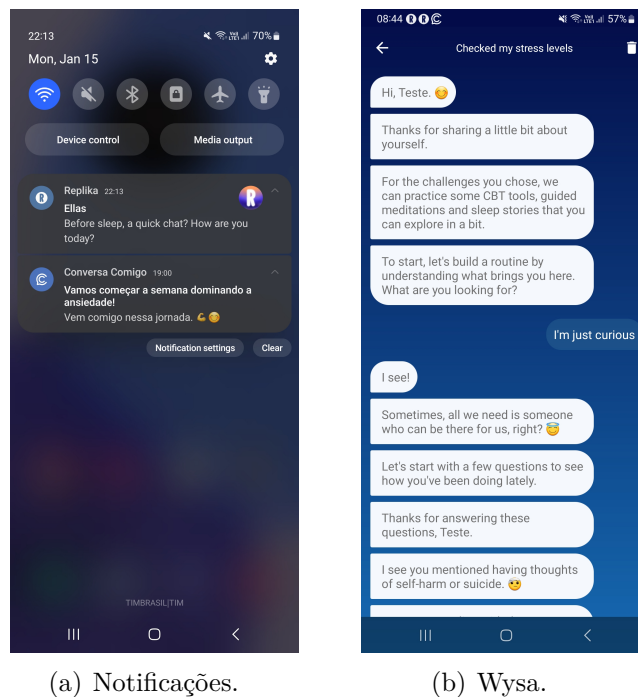 22:13
70%
Mon, Jan 15
Device control
Media output
Replika 22:13
Ellas
Before sleep, a quick chat? How are you
today?
Conversa Comigo 19:00
Vamos começar a semana dominando a
ansiedade!
Vem comigo nessa jornada. 💪😊
Notification settings
Clear
TIMBRASIL|TIM
(a) Notificações.
08:44
57%
Checked my stress levels
Hi, Teste. 😊
Thanks for sharing a little bit about
yourself.
For the challenges you chose, we
can practice some CBT tools, guided
meditations and sleep stories that you
can explore in a bit.
To start, let's build a routine by
understanding what brings you here.
What are you looking for?
I'm just curious
I see!
Sometimes, all we need is someone
who can be there for us, right? 😇
Let's start with a few questions to see
how you've been doing lately.
Thanks for answering these
questions, Teste.
I see you mentioned having thoughts
of self-harm or suicide.
(b) Wysa.